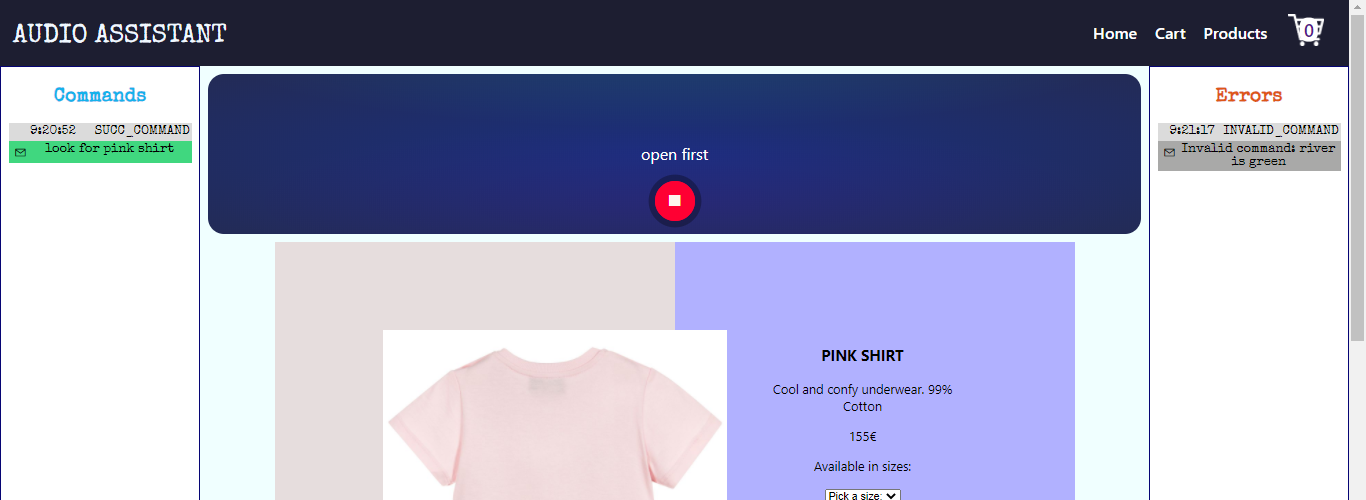 AUDIO ASSISTANT
Home Cart Products 0
Commands
9:20:52 SUCC_COMMAND
look for pink shirt
open first
PINK SHIRT
Cool and confy underwear. 99%
Cotton
155€
Available in sizes:
Pick a size:
Errors
9:21:17 INVALID_COMMAND
Invalid command: river
is green